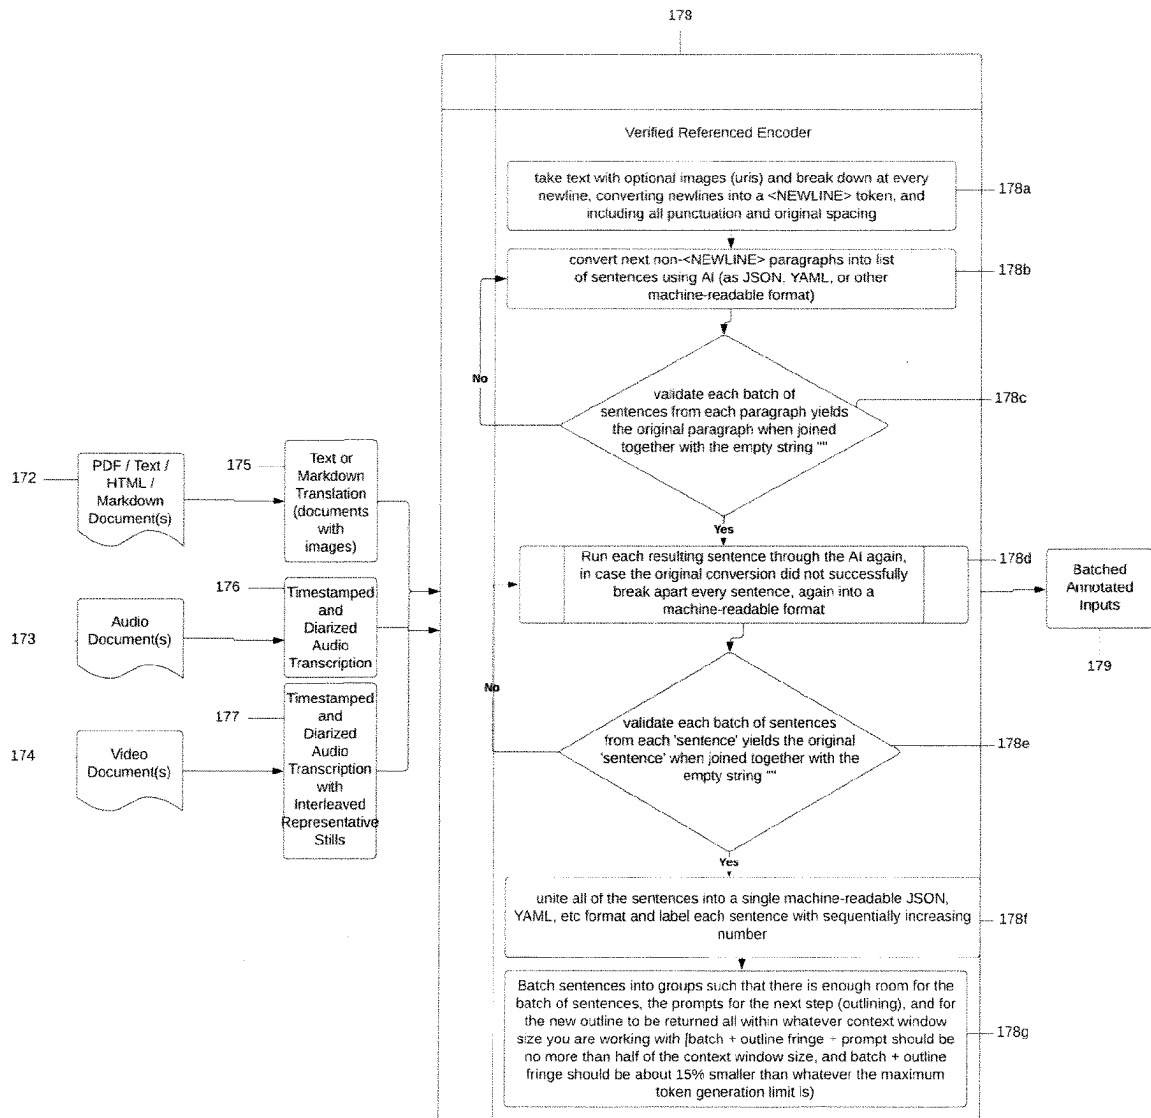 178
Verified Referenced Encoder
take text with optional images (uris) and break down at every
newline, converting newlines into a <NEWLINE> token, and
including all punctuation and original spacing
178a
convert next non-<NEWLINE> paragraphs into list
of sentences using AI (as JSON, YAML, or other
machine-readable format)
178b
No
validate each batch of
sentences from each paragraph yields
the original paragraph when joined
together with the empty string ""
178c
Yes
172
PDF / Text /
HTML /
Markdown
Document(s)
175
Text or
Markdown
Translation
(documents
with
images)
Run each resulting sentence through the AI again,
in case the original conversion did not successfully
break apart every sentence, again into a
machine-readable format
178d
Batched
Annotated
Inputs
179
173
Audio
Document(s)
176
Timestamped
and
Diarized
Audio
Transcription
No
validate each batch of sentences
from each 'sentence' yields the original
'sentence' when joined together with the
empty string ""
178e
Yes
174
Video
Document(s)
177
Timestamped
and
Diarized
Audio
Transcription
with
Interleaved
Representative
Stills
unite all of the sentences into a single machine-readable JSON,
YAML, etc format and label each sentence with sequentially increasing
number
178f
Batch sentences into groups such that there is enough room for the
batch of sentences, the prompts for the next step (outlining), and for
the new outline to be returned all within whatever context window
size you are working with [batch + outline fringe + prompt should be
no more than half of the context window size, and batch + outline
fringe should be about 15% smaller than whatever the maximum
token generation limit is)
178g